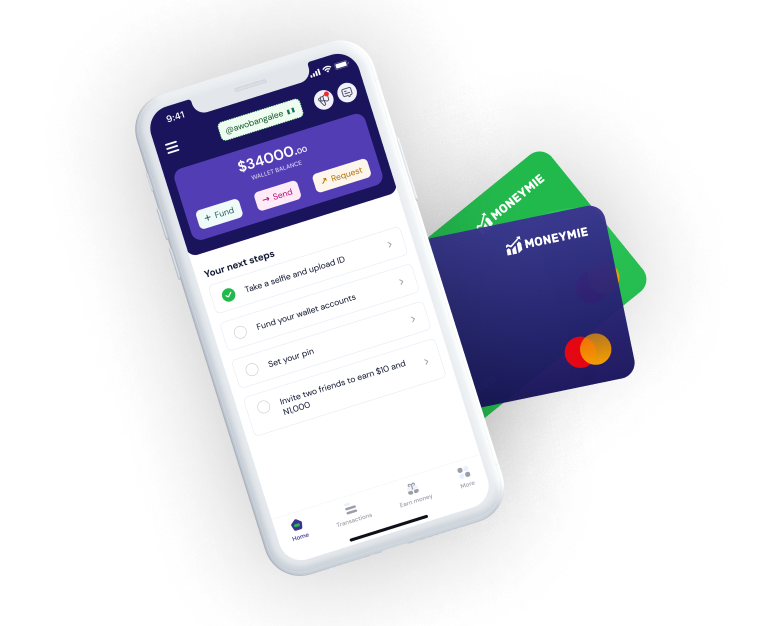 9:41
@awobangalee
$34000.00
WALLET BALANCE
+ Fund
→ Send
↗ Request
Your next steps
Take a selfie and upload ID
Fund your wallet accounts
Set your pin
Invite two friends to earn $10 and
N1,000
Home
Transactions
Earn money
More
MONEYMIE
MONEYMIE